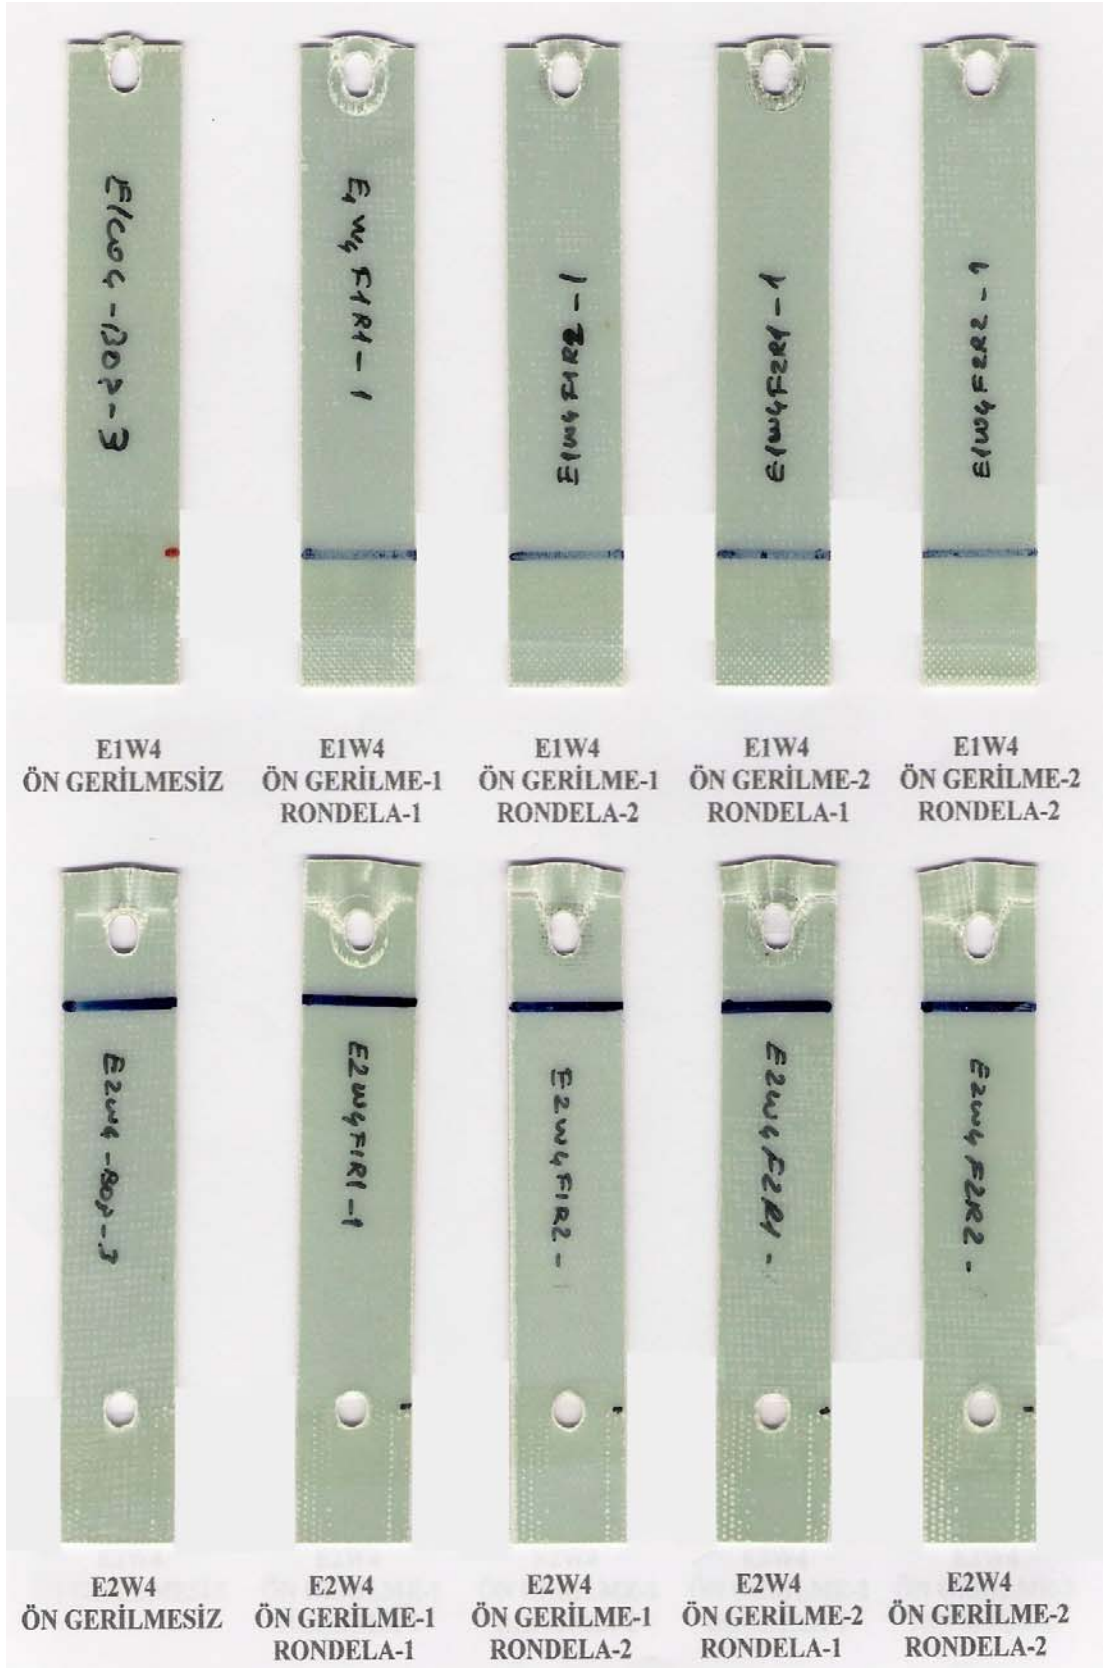 E1W4-B0P-3
E1W4F1R1-1
E1W4F1R2-1
E1W4F2R1-1
E1W4F2R2-1
E1W4
ÖN GERİLMESİZ
E1W4
ÖN GERİLME-1
RONDELA-1
E1W4
ÖN GERİLME-1
RONDELA-2
E1W4
ÖN GERİLME-2
RONDELA-1
E1W4
ÖN GERİLME-2
RONDELA-2
E2W4-B0P-3
E2W4F1R1-1
E2W4F1R2-1
E2W4F2R1-
E2W4F2R2-
E2W4
ÖN GERİLMESİZ
E2W4
ÖN GERİLME-1
RONDELA-1
E2W4
ÖN GERİLME-1
RONDELA-2
E2W4
ÖN GERİLME-2
RONDELA-1
E2W4
ÖN GERİLME-2
RONDELA-2